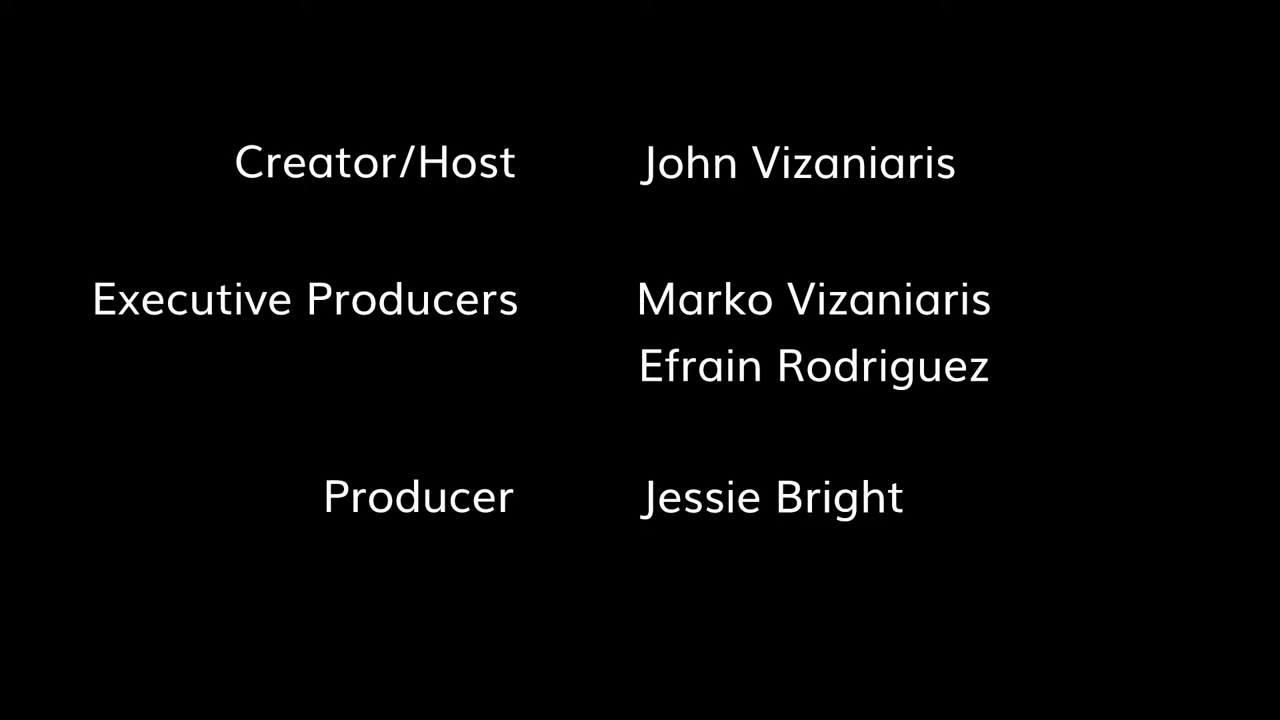 Creator/Host John Vizaniaris
Executive Producers Marko Vizaniaris
Efrain Rodriguez
Producer Jessie Bright